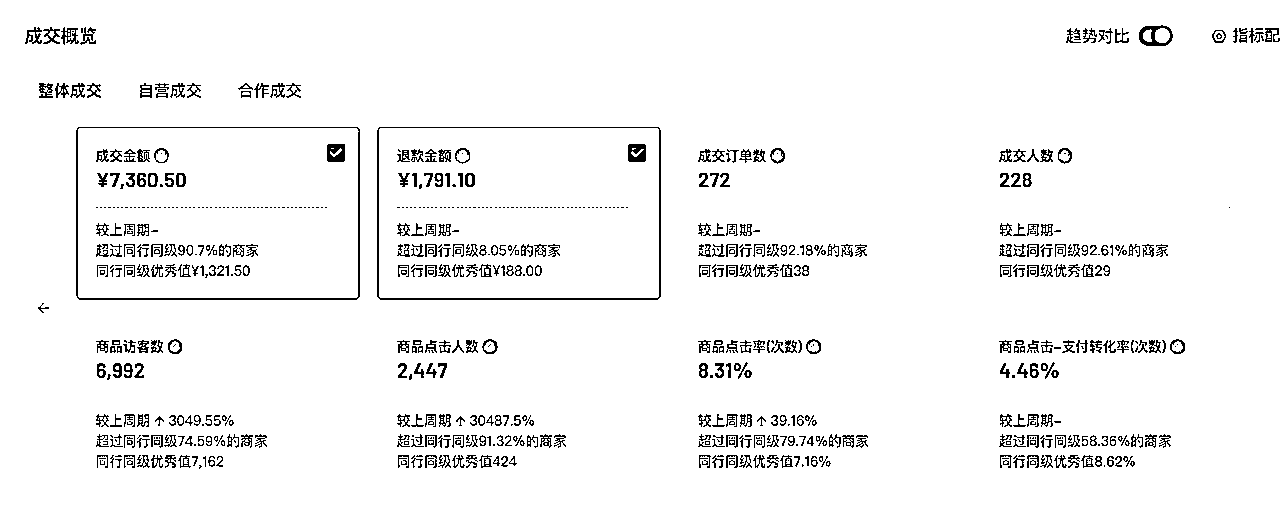 成交概览
趋势对比
指标配
整体成交 自营成交 合作成交
成交金额
¥7,360.50
较上周期-
超过同行同级90.7%的商家
同行同级优秀值¥1,321.50
退款金额
¥1,791.10
较上周期-
超过同行同级8.05%的商家
同行同级优秀值¥188.00
成交订单数
272
较上周期-
超过同行同级92.18%的商家
同行同级优秀值38
成交人数
228
较上周期-
超过同行同级92.61%的商家
同行同级优秀值29
商品访客数
6,992
较上周期 ↑ 3049.55%
超过同行同级74.59%的商家
同行同级优秀值7,162
商品点击人数
2,447
较上周期 ↑ 30487.5%
超过同行同级91.32%的商家
同行同级优秀值424
商品点击率(次数)
8.31%
较上周期 ↑ 39.16%
超过同行同级79.74%的商家
同行同级优秀值7.16%
商品点击-支付转化率(次数)
4.46%
较上周期-
超过同行同级58.36%的商家
同行同级优秀值8.62%